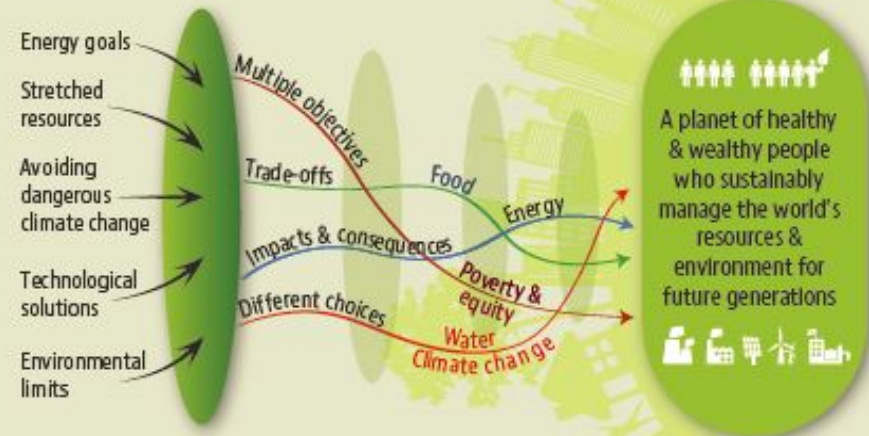 Energy goals
Stretched
resources
Avoiding
dangerous
climate change
Technological
solutions
Environmental
limits
Multiple objectives
Trade-offs
Impacts & consequences
Different choices
Food
Energy
Poverty &
equity
Water
Climate change
A planet of healthy
& wealthy people
who sustainably
manage the world's
resources &
environment for
future generations